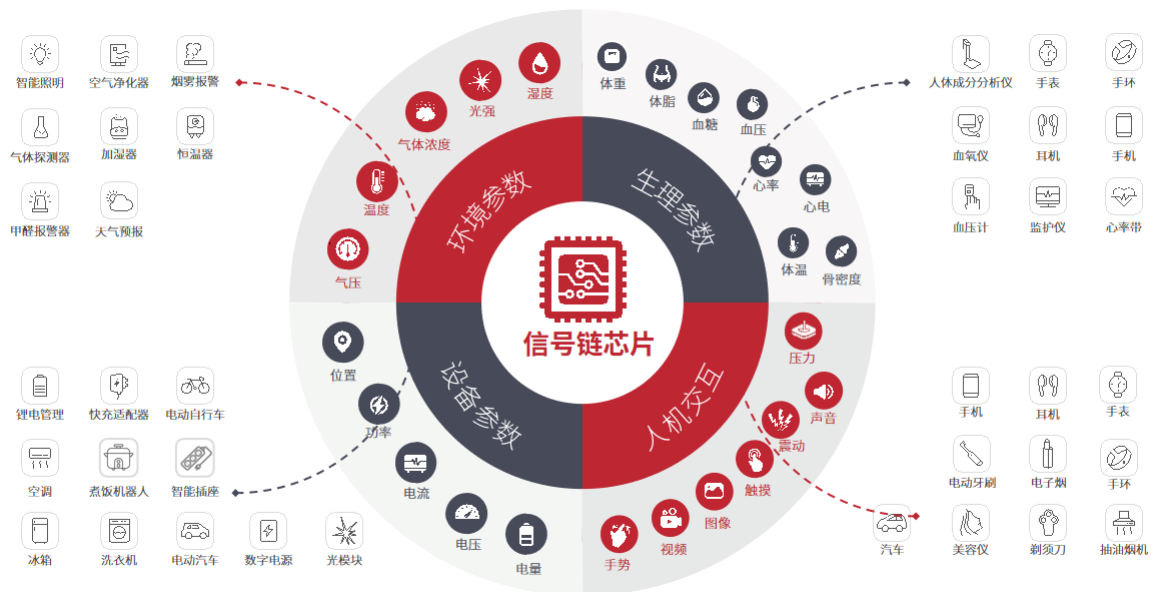 智能照明
空气净化器
烟雾报警
气体探测器
加湿器
恒温器
甲醛报警器
天气预报
湿度
光强
气体浓度
温度
气压
环境参数
体重
体脂
血糖
血压
心率
心电
体温
骨密度
生理参数
人体成分分析仪
手表
手环
血氧仪
耳机
手机
血压计
监护仪
心率带
信号链芯片
位置
功率
电流
电压
电量
设备参数
锂电管理
快充适配器
电动自行车
空调
煮饭机器人
智能插座
冰箱
洗衣机
电动汽车
数字电源
光模块
压力
声音
震动
触摸
图像
视频
手势
人机交互
手机
耳机
手表
电动牙刷
电子烟
手环
汽车
美容仪
剃须刀
抽油烟机